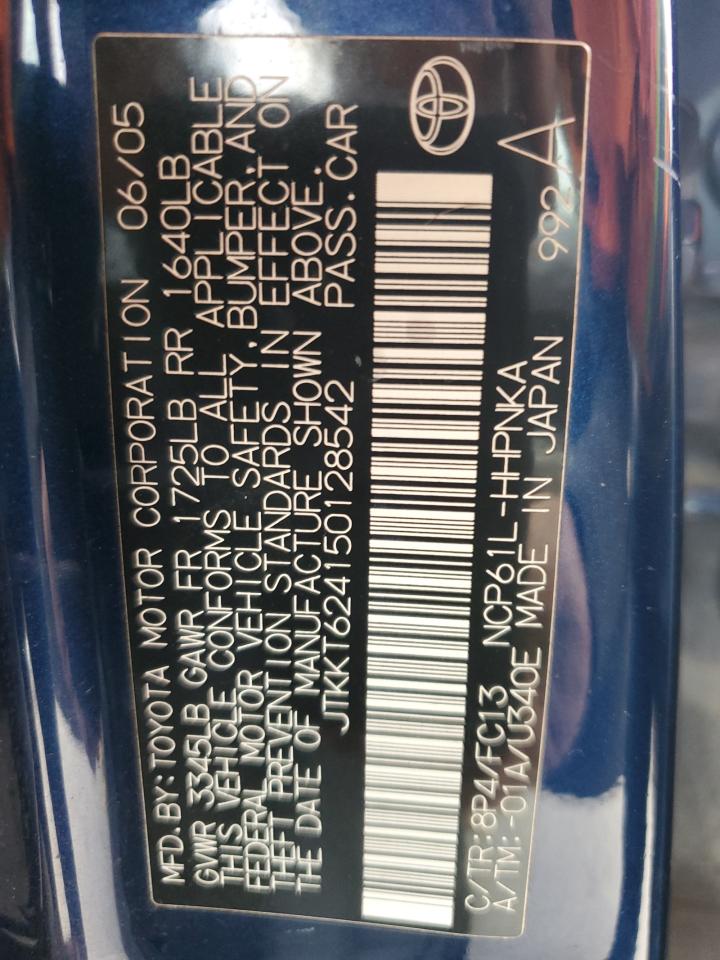 MFD.BY:TOYOTA MOTOR CORPORATION 06/05
GVWR 3345LB GAWR FR 1725LB RR 1640LB
THIS VEHICLE CONFORMS TO ALL APPLICABLE
FEDERAL MOTOR VEHICLE SAFETY,BUMPER,AND
THEFT PREVENTION STANDARDS IN EFFECT ON
THE DATE OF MANUFACTURE SHOWN ABOVE.
JTKKT624150128542 PASS.CAR
C/TR:8P4/FC13 NCP61L-HHPNKA
A/TM:-01A/U340E MADE IN JAPAN 992A
A